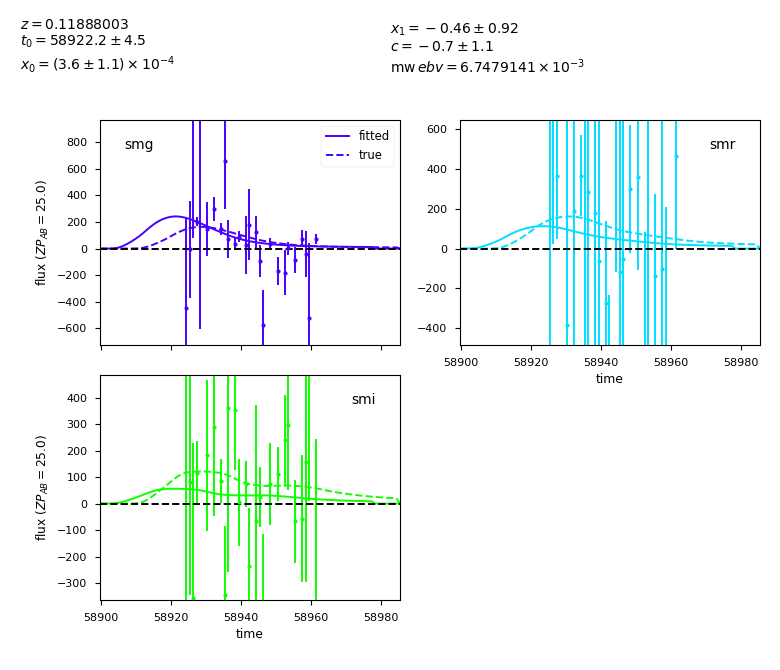 z = 0.11888003
t₀ = 58922.2 ± 4.5
x₀ = (3.6 ± 1.1) × 10⁻⁴
x₁ = −0.46 ± 0.92
c = −0.7 ± 1.1
mw ebv = 6.7479141 × 10⁻³
smg
fitted
true
800
600
400
200
0
−200
−400
−600
flux (ZP_AB = 25.0)
smr
600
400
200
0
−200
−400
58900 58920 58940 58960 58980
time
smi
400
300
200
100
0
−100
−200
−300
flux (ZP_AB = 25.0)
58900 58920 58940 58960 58980
time